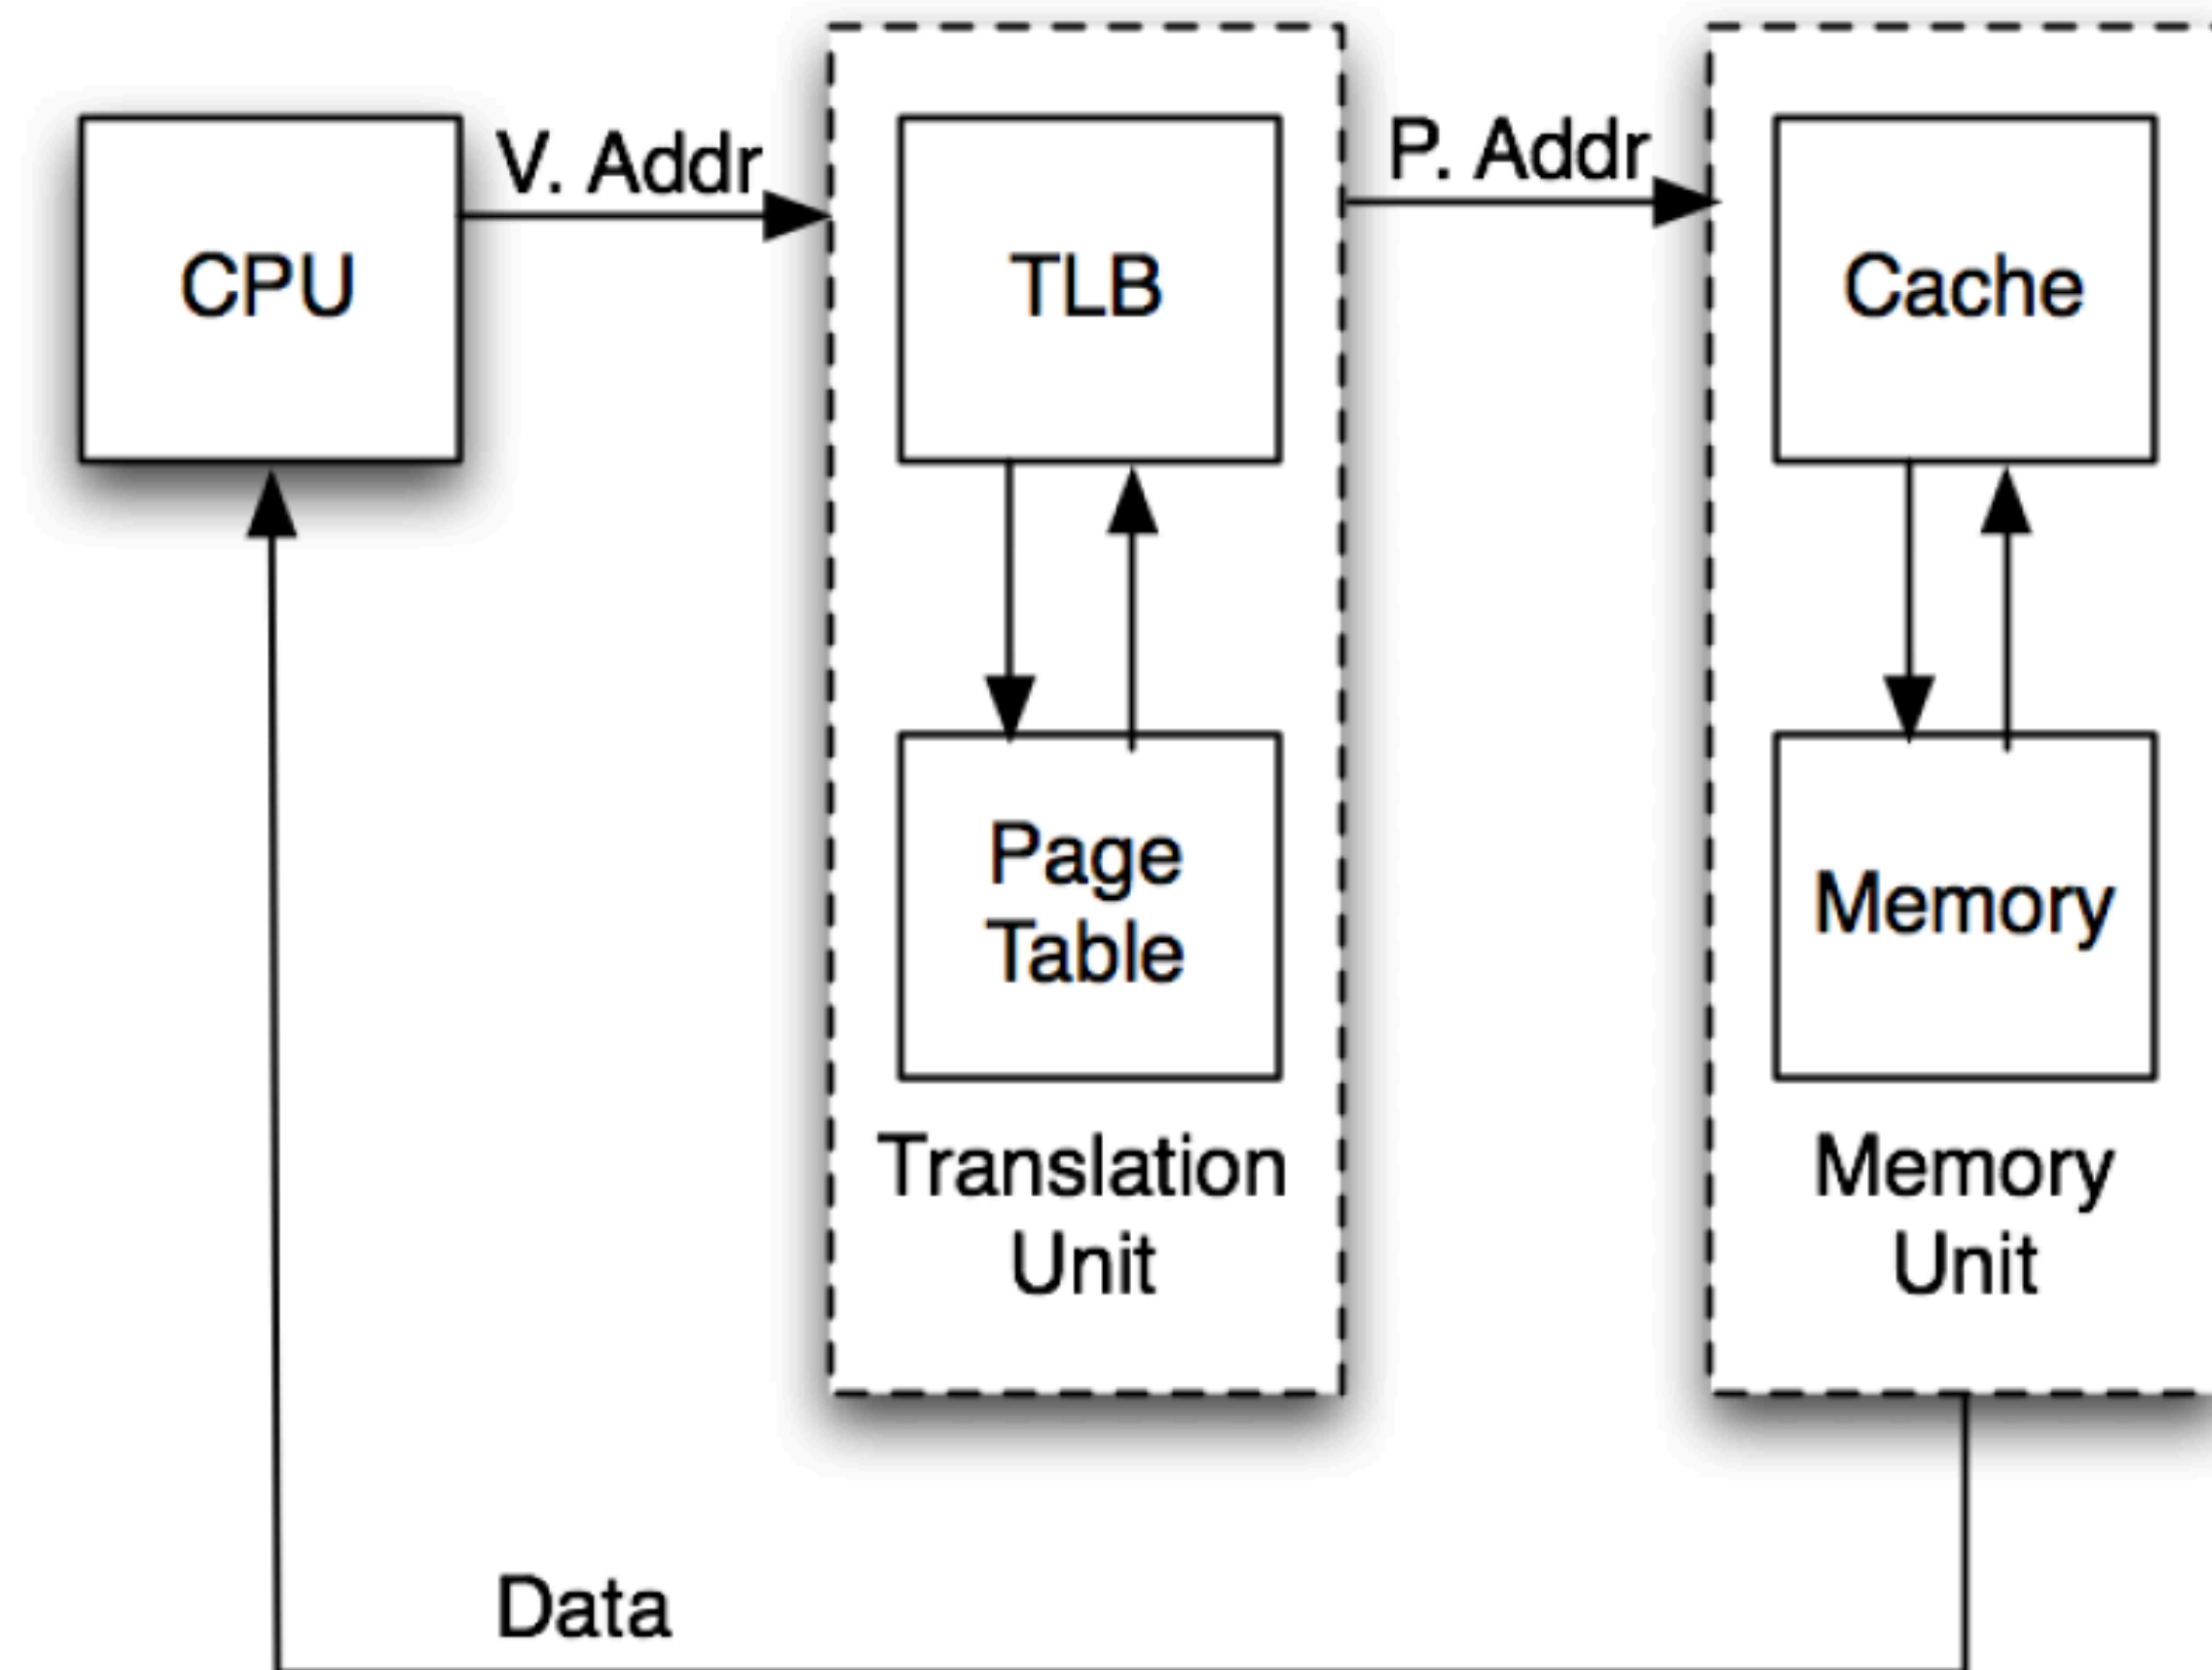 V. Addr
P. Addr
CPU
TLB
Cache
Page
Table
Memory
Translation
Unit
Memory
Unit
Data